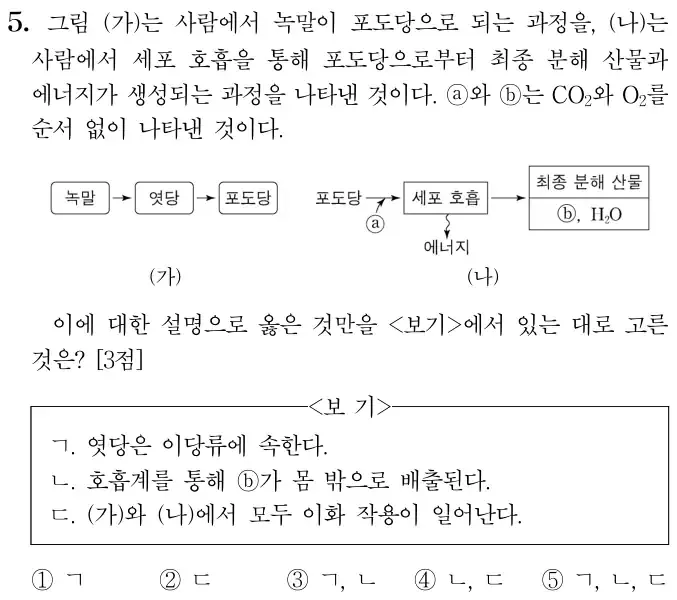 5. 그림 (가)는 사람에서 녹말이 포도당으로 되는 과정을, (나)는
사람에서 세포 호흡을 통해 포도당으로부터 최종 분해 산물과
에너지가 생성되는 과정을 나타낸 것이다. ⓐ와 ⓑ는 CO₂와 O₂를
순서 없이 나타낸 것이다.
녹말 → 엿당 → 포도당
(가)
포도당 → 세포 호흡 → 최종 분해 산물
ⓐ
ⓑ, H₂O
에너지
(나)
이에 대한 설명으로 옳은 것만을 <보기>에서 있는 대로 고른
것은? [3점]
<보 기>
ㄱ. 엿당은 이당류에 속한다.
ㄴ. 호흡계를 통해 ⓑ가 몸 밖으로 배출된다.
ㄷ. (가)와 (나)에서 모두 이화 작용이 일어난다.
① ㄱ ② ㄷ ③ ㄱ, ㄴ ④ ㄴ, ㄷ ⑤ ㄱ, ㄴ, ㄷ